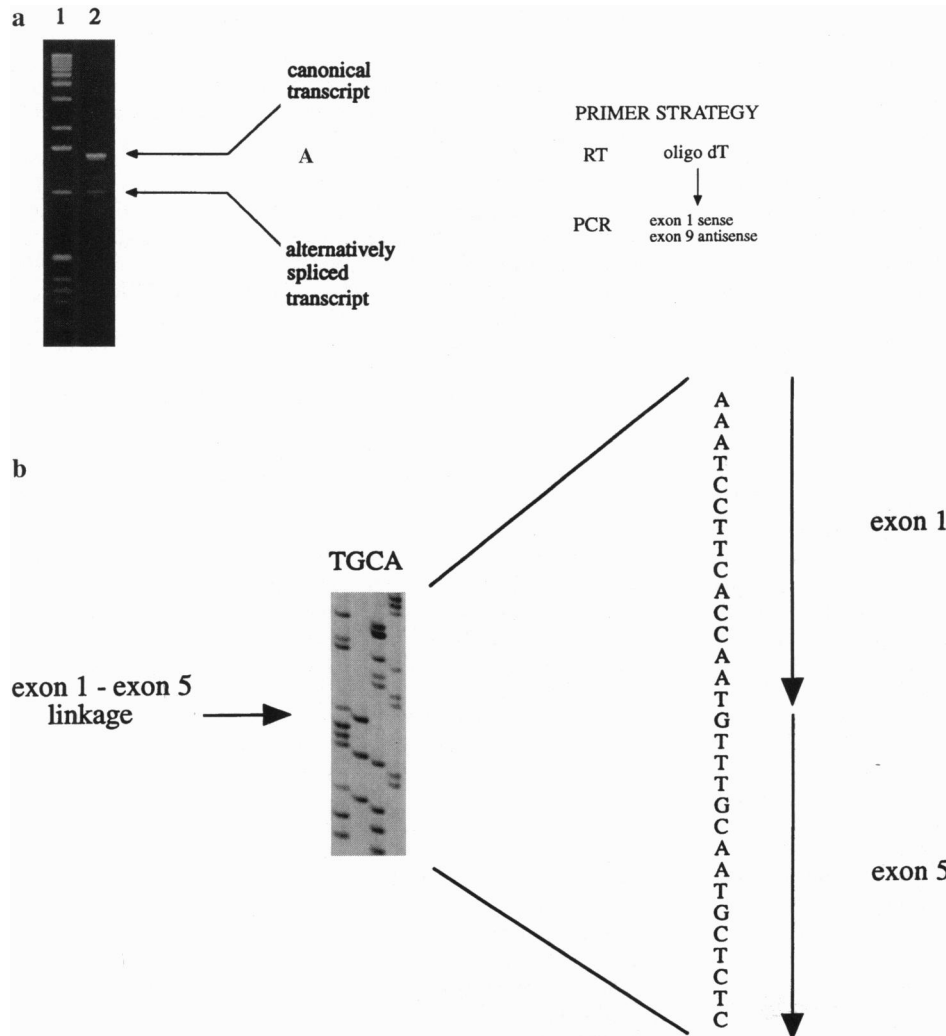 a
1 2
canonical
transcript
A
alternatively
spliced
transcript
PRIMER STRATEGY
RT oligo dT
PCR exon 1 sense
exon 9 antisense
b
TGCA
exon 1 - exon 5
linkage
A
A
A
T
C
C
T
T
C
A
C
C
A
A
T
G
T
T
T
G
C
A
A
T
G
C
T
C
T
C
exon 1
exon 5